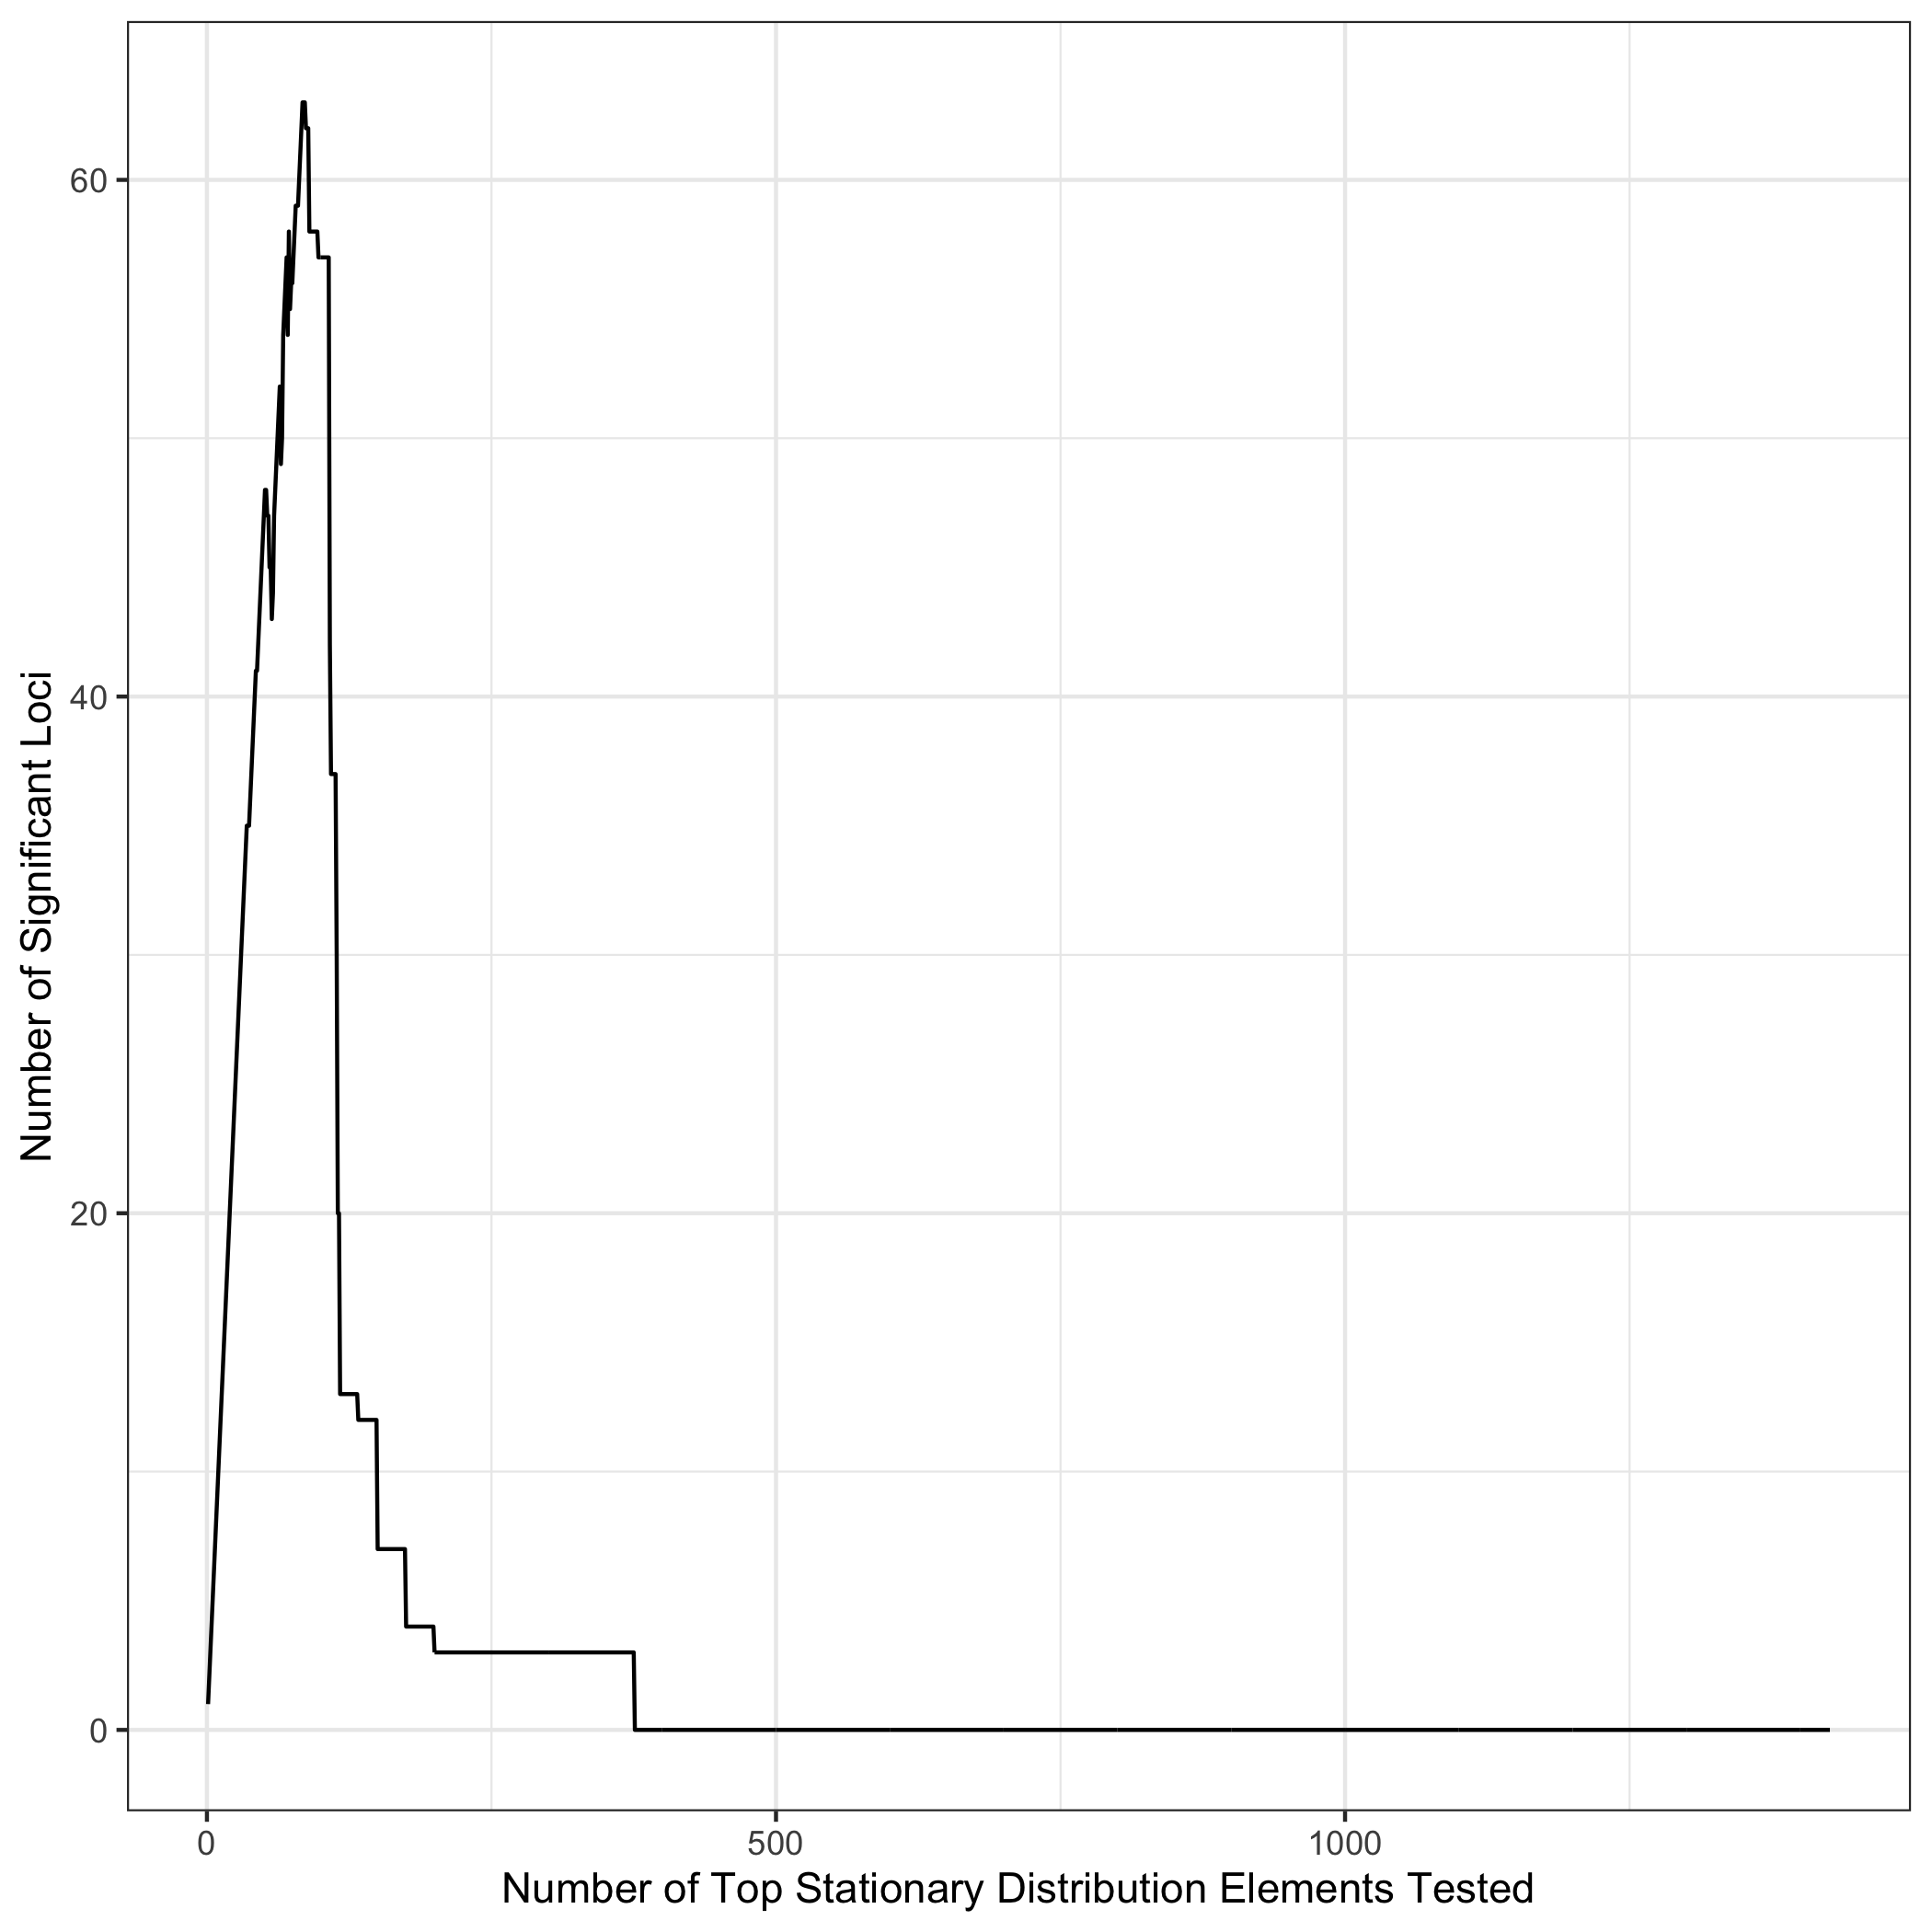 Number of Significant Loci
60
40
20
0
0 500 1000
Number of Top Stationary Distribution Elements Tested